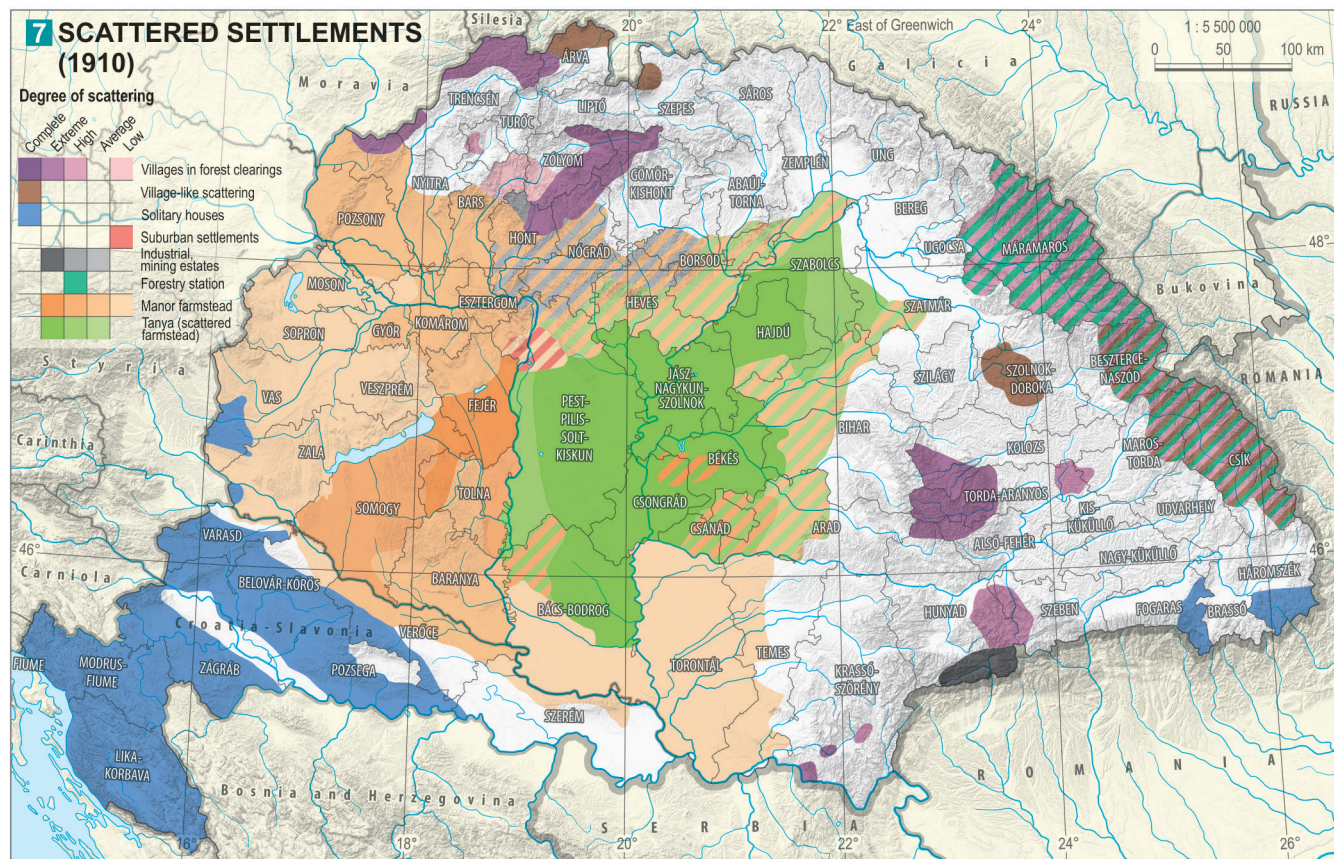 7 SCATTERED SETTLEMENTS
(1910)
Degree of scattering
Complete
Extreme
High
Average
Low
Villages in forest clearings
Village-like scattering
Solitary houses
Suburban settlements
Industrial,
mining estates
Forestry station
Manor farmstead
Tanya (scattered
farmstead)
20°
22°
East of Greenwich
24°
1 : 5 500 000
0 50 100 km
Silesia
Moravia
Galicia
RUSSIA
Bukovina
ROMANIA
Styria
Carinthia
Carniola
Croatia-Slavonia
Bosnia and Herzegovina
SERBIA
ROMANIA
48°
46°
46°
16°
18°
20°
22°
24°
26°
ÁRVA
TRENCSÉN
LIPTÓ
SZEPES
SÁROS
TURÓC
ZÓLYOM
NYITRA
GÖMÖR-
KISHONT
ABAÚJ-
TORNA
ZEMPLÉN
UNG
BEREG
UGOCSA
MÁRAMAROS
POZSONY
BARS
HONT
NÓGRÁD
BORSOD
HEVES
SZABOLCS
SZATMÁR
MOSON
SOPRON
GYŐR
KOMÁROM
ESZTERGOM
HAJDÚ
SZILÁGY
SZOLNOK-
DOBOKA
BESZTERCE-
NASZÓD
VAS
VESZPRÉM
FEJÉR
PEST-
PILIS-
SOLT-
KISKUN
JÁSZ-
NAGYKUN-
SZOLNOK
BIHAR
KOLOZS
MAROS-
TORDA
CSÍK
ZALA
SOMOGY
TOLNA
BÉKÉS
CSONGRÁD
CSANÁD
ARAD
TORDA-ARANYOS
KIS-
KÜKÜLLŐ
UDVARHELY
ALSÓ-FEHÉR
NAGY-KÜKÜLLŐ
HÁROMSZÉK
VARASD
BELOVÁR-KŐRÖS
BARANYA
BÁCS-BODROG
HUNYAD
SZEBEN
FOGARAS
BRASSÓ
VERŐCE
TORONTÁL
TEMES
KRASSÓ-
SZÖRÉNY
FIUME
MODRUS-
FIUME
ZÁGRÁB
POZSEGA
SZERÉM
LIKA-
KORBAVA